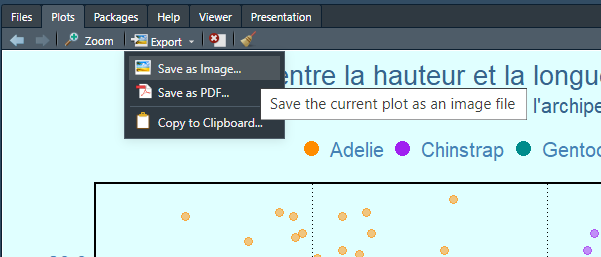 Files Plots Packages Help Viewer Presentation
Zoom Export
Save as Image...
entre la hauteur et la
Save as PDF...
Save the current plot as an image file
l'archipe
Copy to Clipboard...
Adelie Chinstrap Gentoo